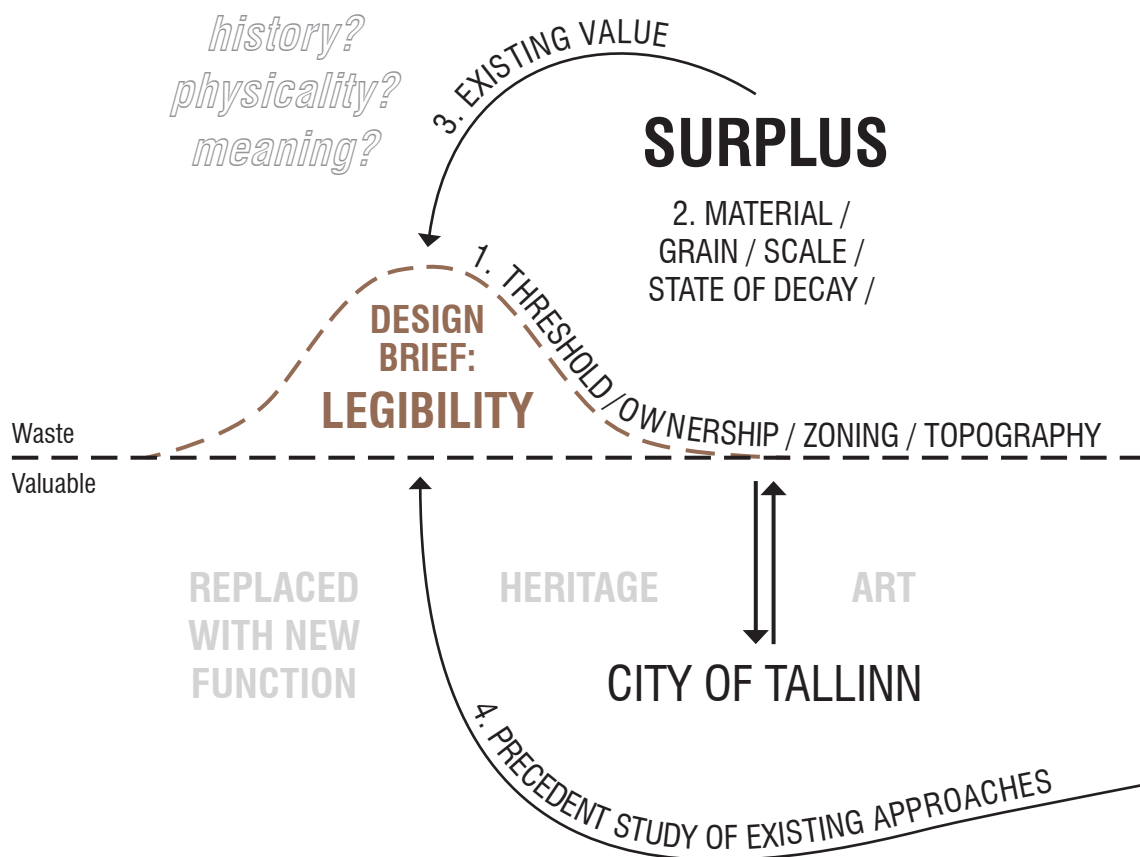 history?
physicality?
meaning?
3. EXISTING VALUE
SURPLUS
2. MATERIAL /
GRAIN / SCALE /
STATE OF DECAY /
1. THRESHOLD/OWNERSHIP / ZONING / TOPOGRAPHY
DESIGN
BRIEF:
LEGIBILITY
Waste
Valuable
REPLACED
WITH NEW
FUNCTION
HERITAGE
ART
CITY OF TALLINN
4. PRECEDENT STUDY OF EXISTING APPROACHES